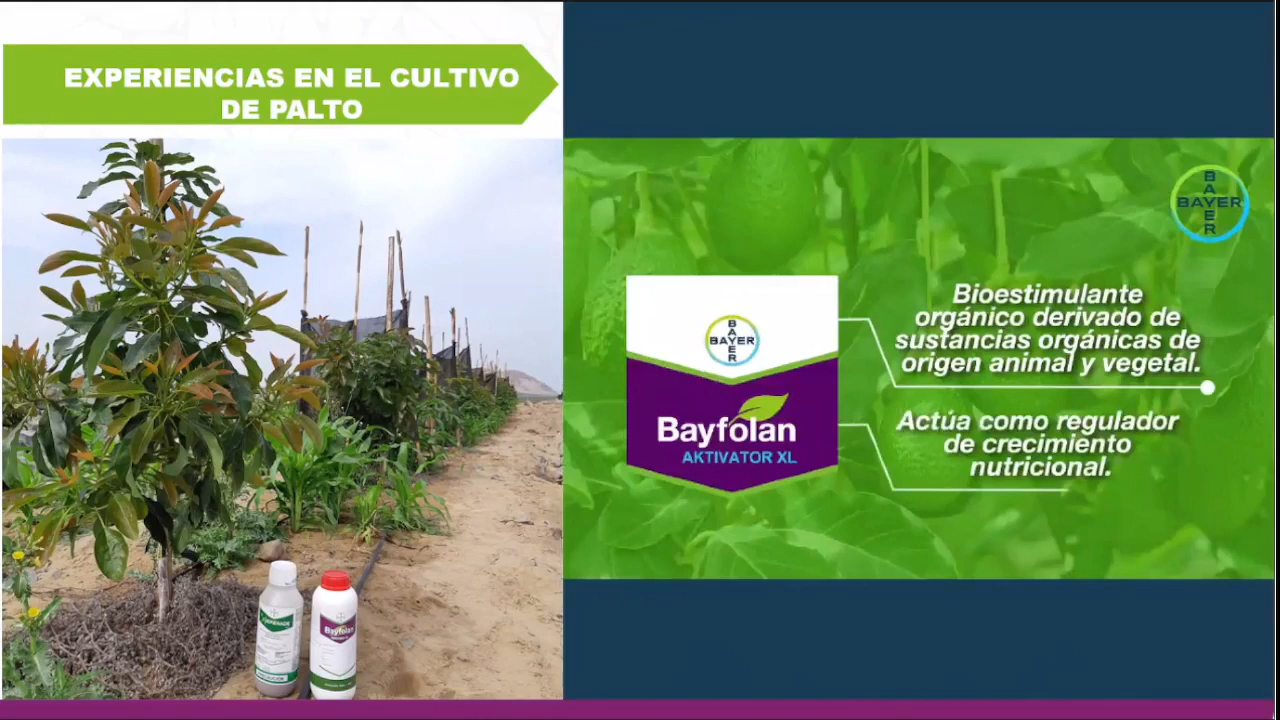 EXPERIENCIAS EN EL CULTIVO
DE PALTO
BAYER
BAYER
Bioestimulante
orgánico derivado de
sustancias orgánicas de
origen animal y vegetal.
BAYER
BAYER
Bayfolan
AKTIVATOR XL
Actúa como regulador
de crecimiento
nutricional.
Bayfolan